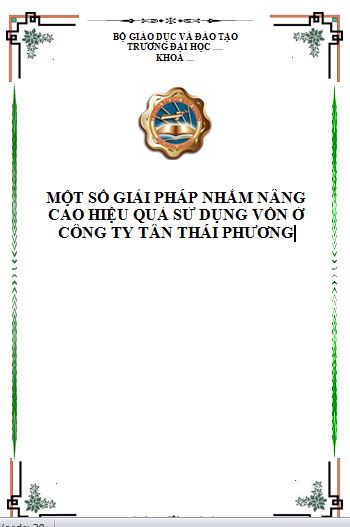 BỘ GIÁO DỤC VÀ ĐÀO TẠO
TRƯỜNG ĐẠI HỌC .....
KHOA ....
MỘT SỐ GIẢI PHÁP NHẰM NÂNG
CAO HIỆU QUẢ SỬ DỤNG VỐN Ở
CÔNG TY TÂN THÁI PHƯƠNG